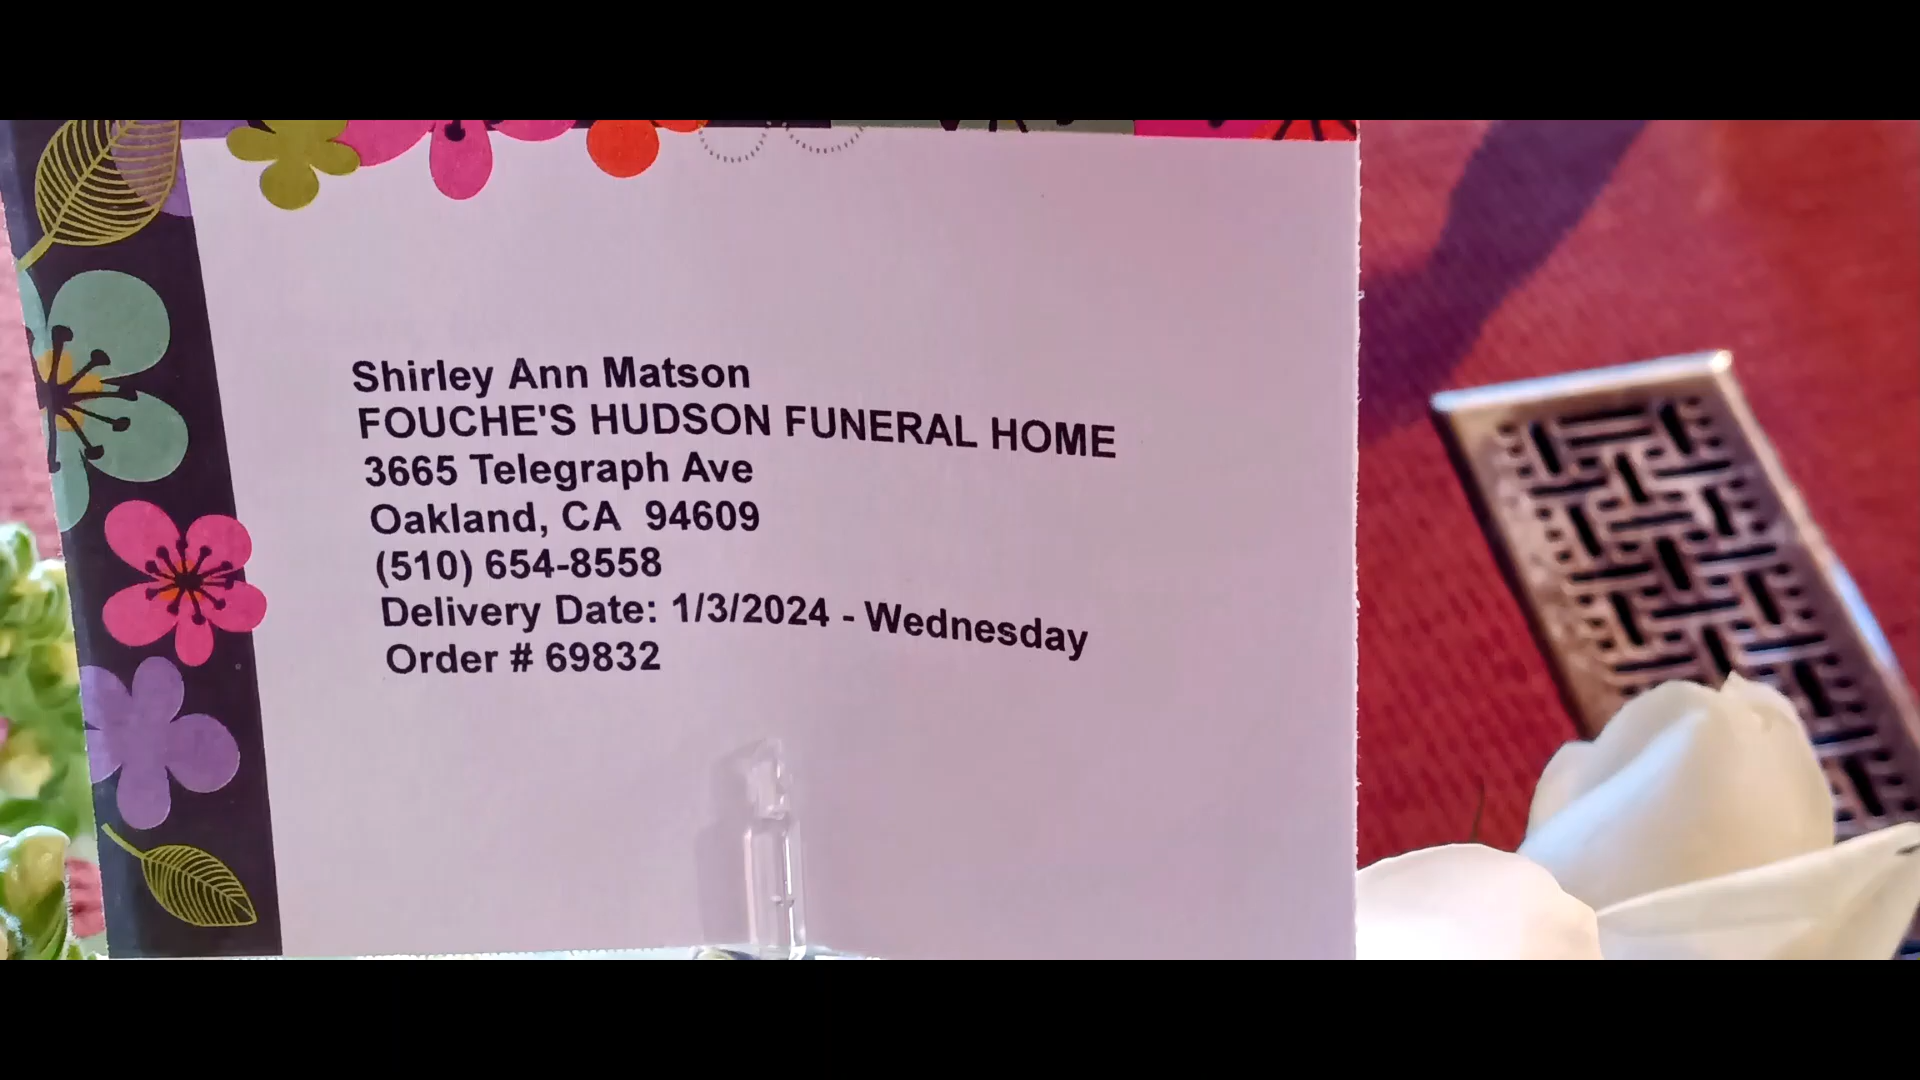 Shirley Ann Matson
FOUCHE'S HUDSON FUNERAL HOME
3665 Telegraph Ave
Oakland, CA  94609
(510) 654-8558
Delivery Date: 1/3/2024 - Wednesday
Order # 69832